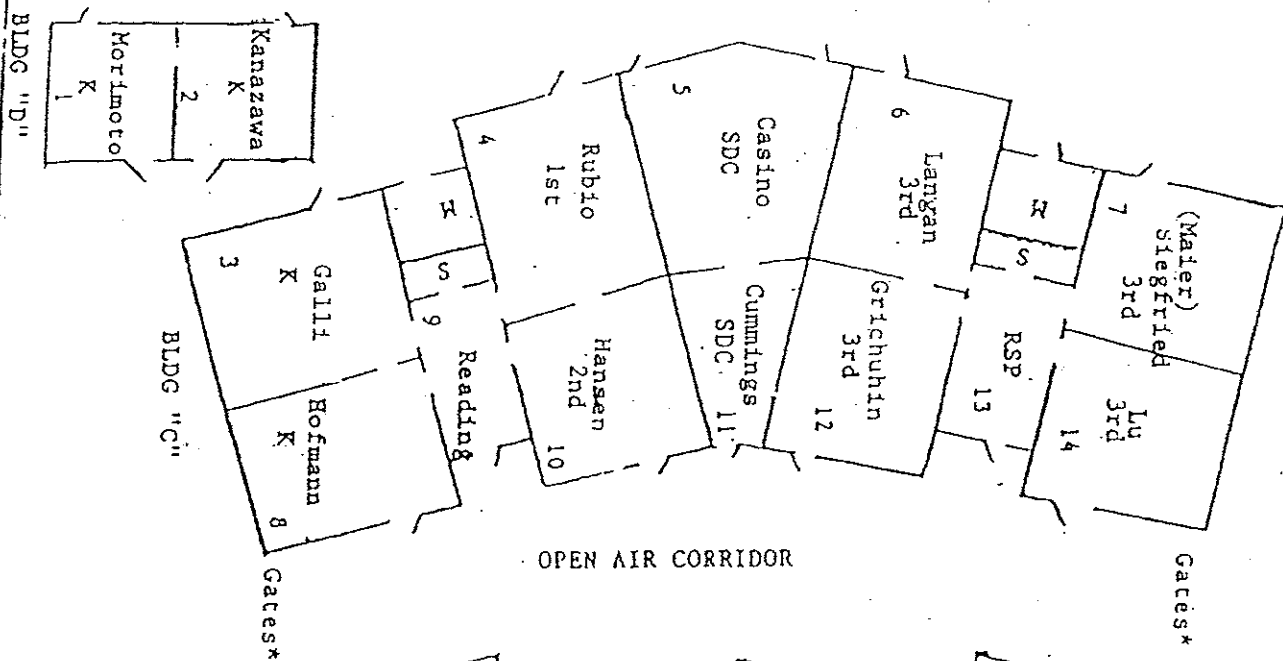 Kanazawa
K
2
Morimoto
K
1
BLDG "D"
(Maier)
Siegfried
3rd
7
Lu
3rd
14
W
S
RSP
13
Langan
3rd
6
Grichuhin
3rd
12
Casino
SDC
5
Cummings
SDC
11
Rubio
1st
4
Hansen
2nd
10
W
S
9
Reading
Galli
K
3
Hofmann
K
8
BLDG "C"
OPEN AIR CORRIDOR
Gates*
Gates*